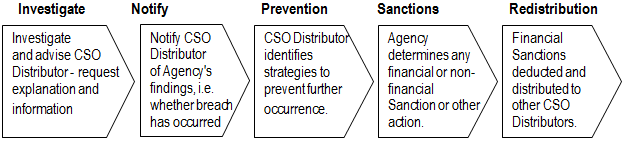 Investigate
Notify
Prevention
Sanctions
Redistribution
Investigate
and advise CSO
Distributor - request
explanation and
information
Notify CSO
Distributor
of Agency's
findings, i.e.
whether breach
has occurred
CSO Distributor
identifies
strategies to
prevent further
occurrence.
Agency
determines any
financial or non-
financial
Sanction or other
action.
Financial
Sanctions
deducted and
distributed to
other CSO
Distributors.